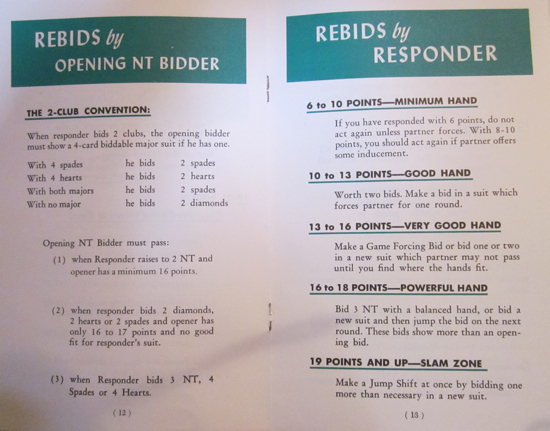 REBIDS by
OPENING NT BIDDER
THE 2-CLUB CONVENTION:
When responder bids 2 clubs, the opening bidder
must show a 4-card biddable major suit if he has one.
With 4 spades he bids 2 spades
With 4 hearts he bids 2 hearts
With both majors he bids 2 spades
With no major he bids 2 diamonds
Opening NT Bidder must pass:
(1) when Responder raises to 2 NT and
opener has a minimum 16 points.
(2) when responder bids 2 diamonds,
2 hearts or 2 spades and opener has
only 16 to 17 points and no good
fit for responder's suit.
(3) when Responder bids 3 NT, 4
Spades or 4 Hearts.
(12)
REBIDS by
RESPONDER
6 to 10 POINTS—MINIMUM HAND
If you have responded with 6 points, do not
act again unless partner forces. With 8-10
points, you should act again if partner offers
some inducement.
10 to 13 POINTS—GOOD HAND
Worth two bids. Make a bid in a suit which
forces partner for one round.
13 to 16 POINTS—VERY GOOD HAND
Make a Game Forcing Bid or bid one or two
in a new suit which partner may not pass
until you find where the hands fit.
16 to 18 POINTS—POWERFUL HAND
Bid 3 NT with a balanced hand, or bid a
new suit and then jump the bid on the next
round. These bids show more than an open-
ing bid.
19 POINTS AND UP—SLAM ZONE
Make a Jump Shift at once by bidding one
more than necessary in a new suit.
(13)